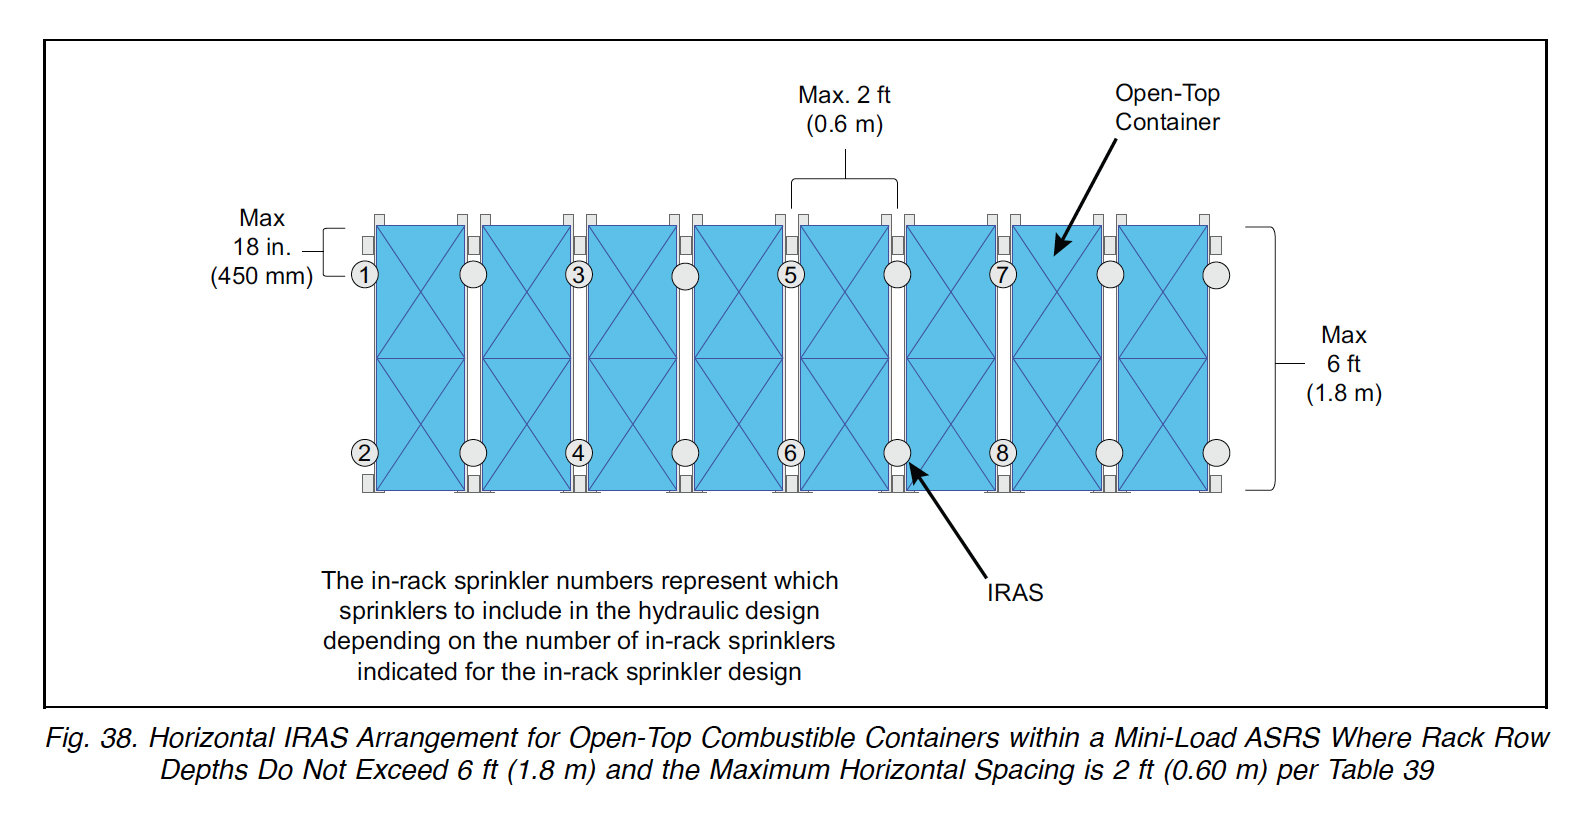 Max. 2 ft
(0.6 m)
Open-Top
Container
Max
18 in.
(450 mm)
1
3
5
7
Max
6 ft
(1.8 m)
2
4
6
8
IRAS
The in-rack sprinkler numbers represent which
sprinklers to include in the hydraulic design
depending on the number of in-rack sprinklers
indicated for the in-rack sprinkler design
Fig. 38. Horizontal IRAS Arrangement for Open-Top Combustible Containers within a Mini-Load ASRS Where Rack Row
Depths Do Not Exceed 6 ft (1.8 m) and the Maximum Horizontal Spacing is 2 ft (0.60 m) per Table 39